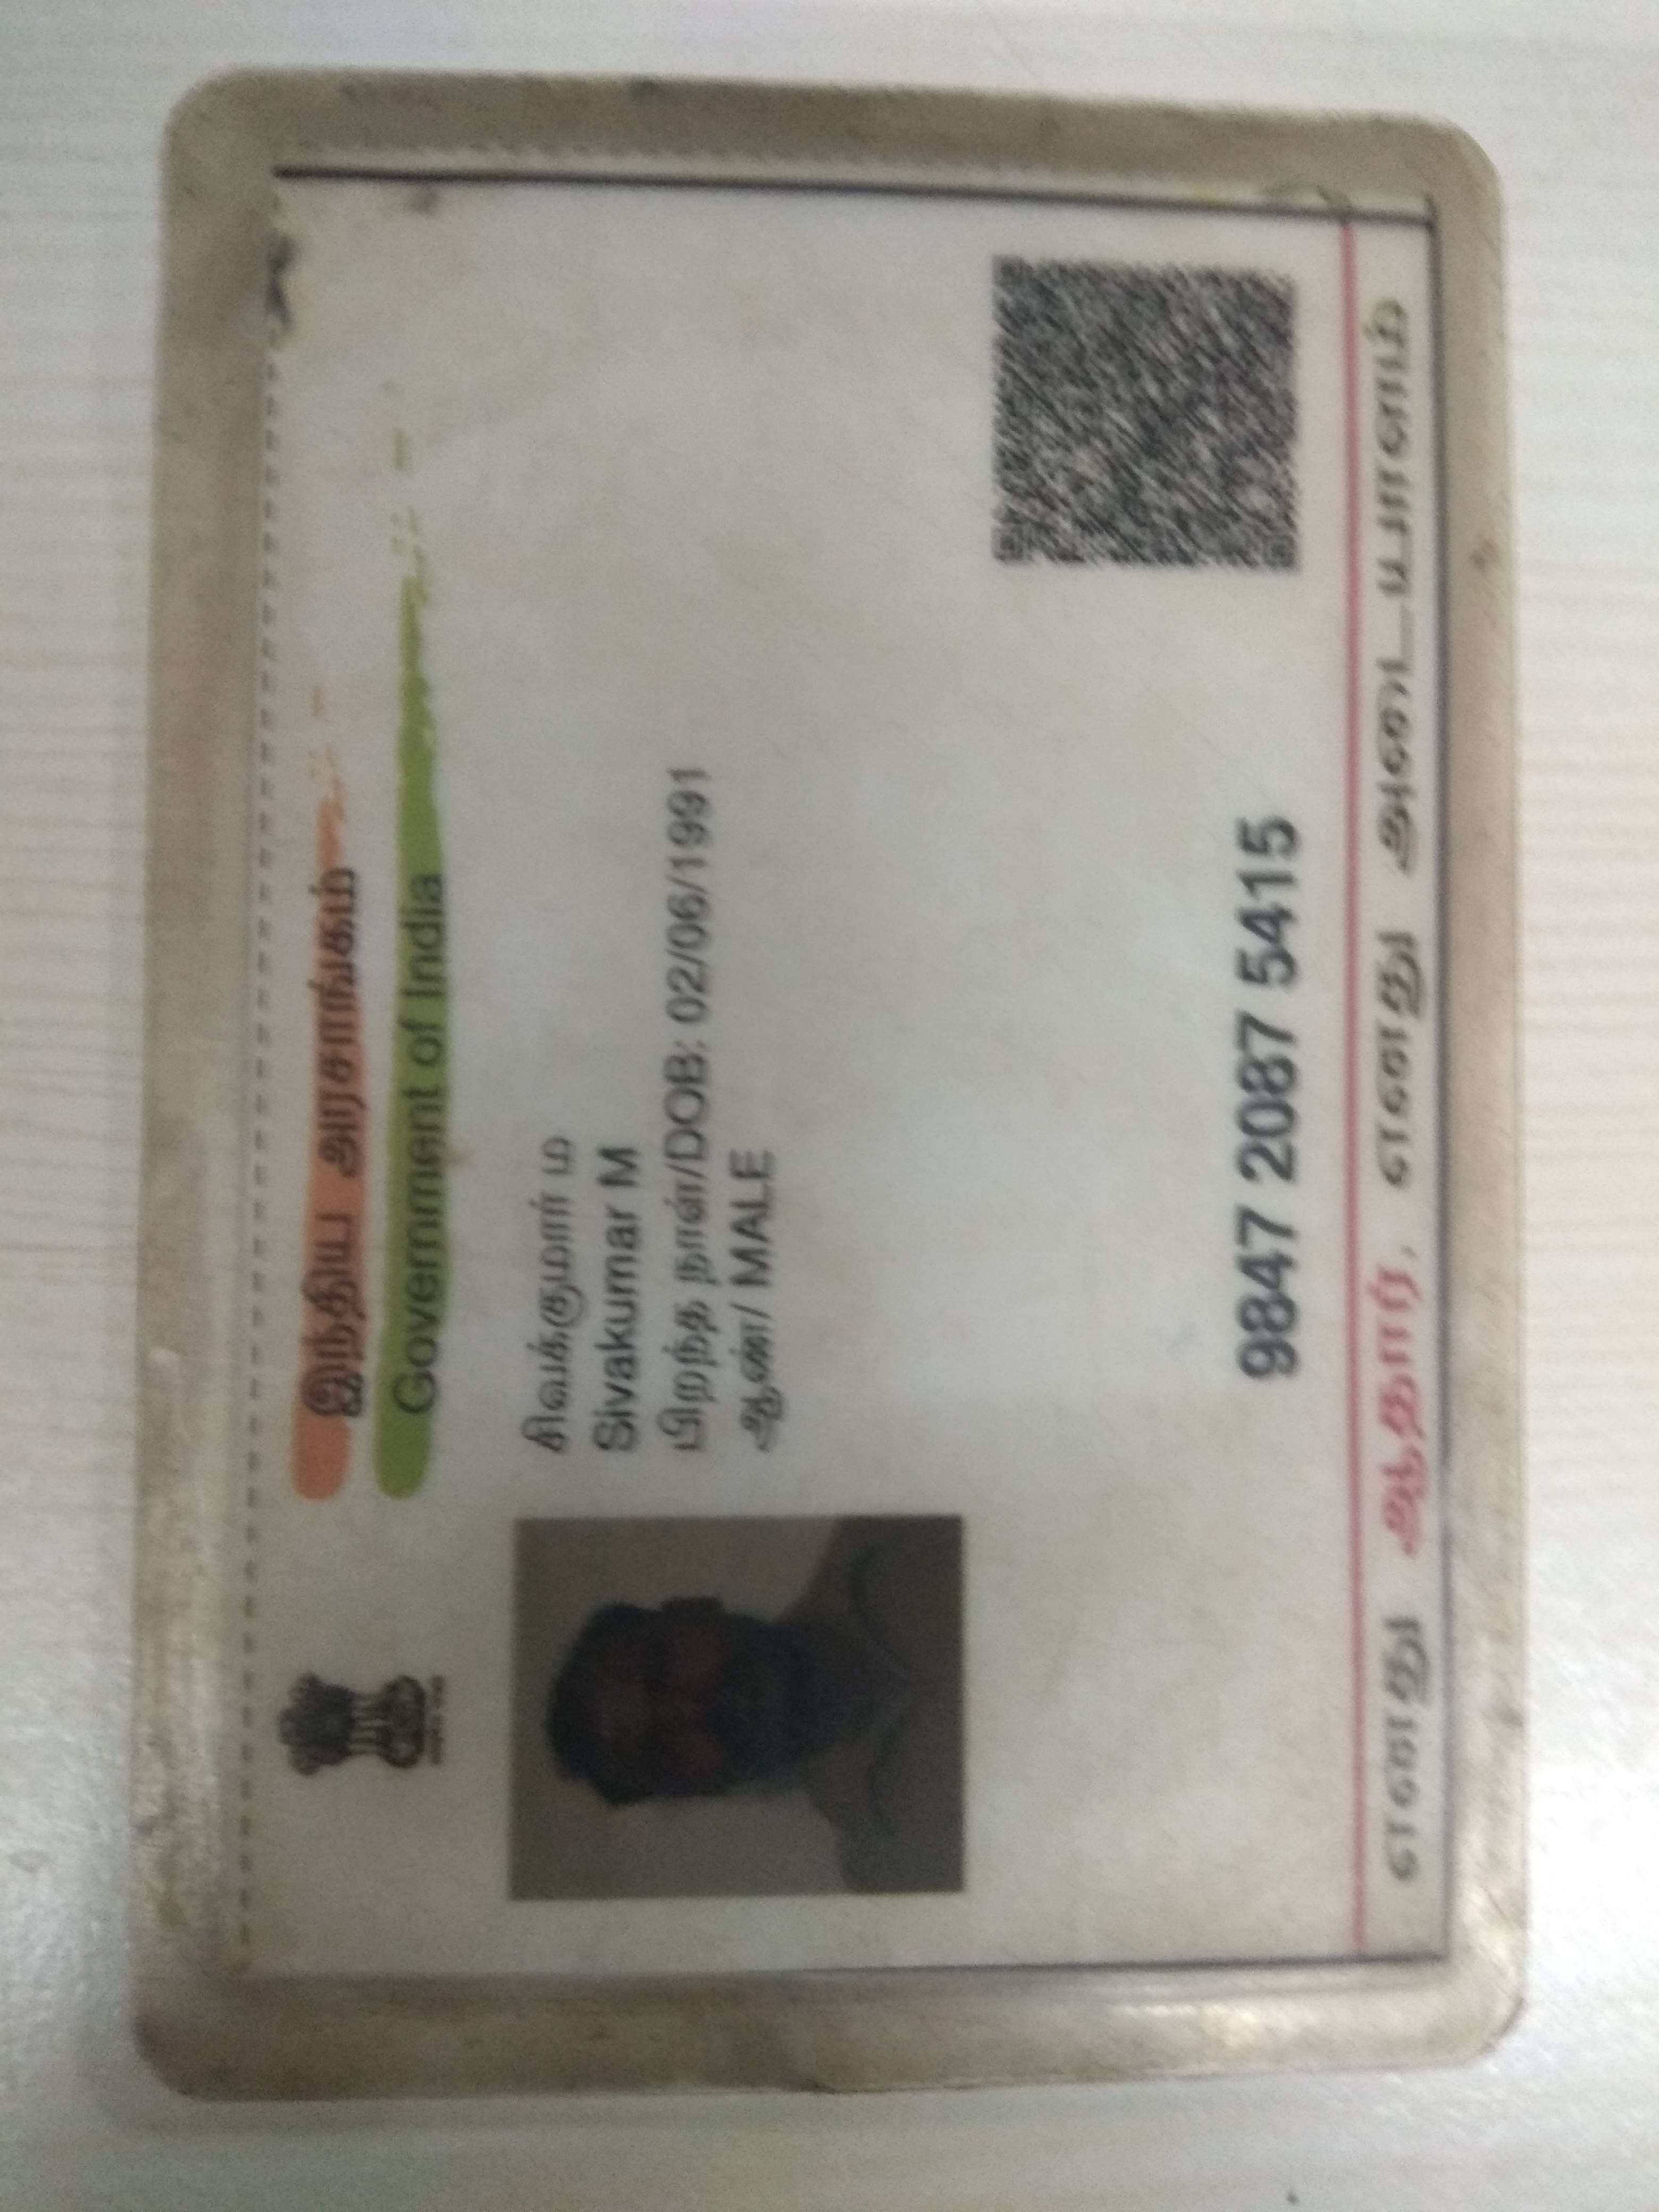 இந்திய அரசாங்கம்
Government of India
சிவக்குமார் ம
Sivakumar M
பிறந்த நாள்/DOB: 02/06/1991
ஆண்/ MALE
9847 2087 5415
எனது ஆதார், எனது அடையாளம்